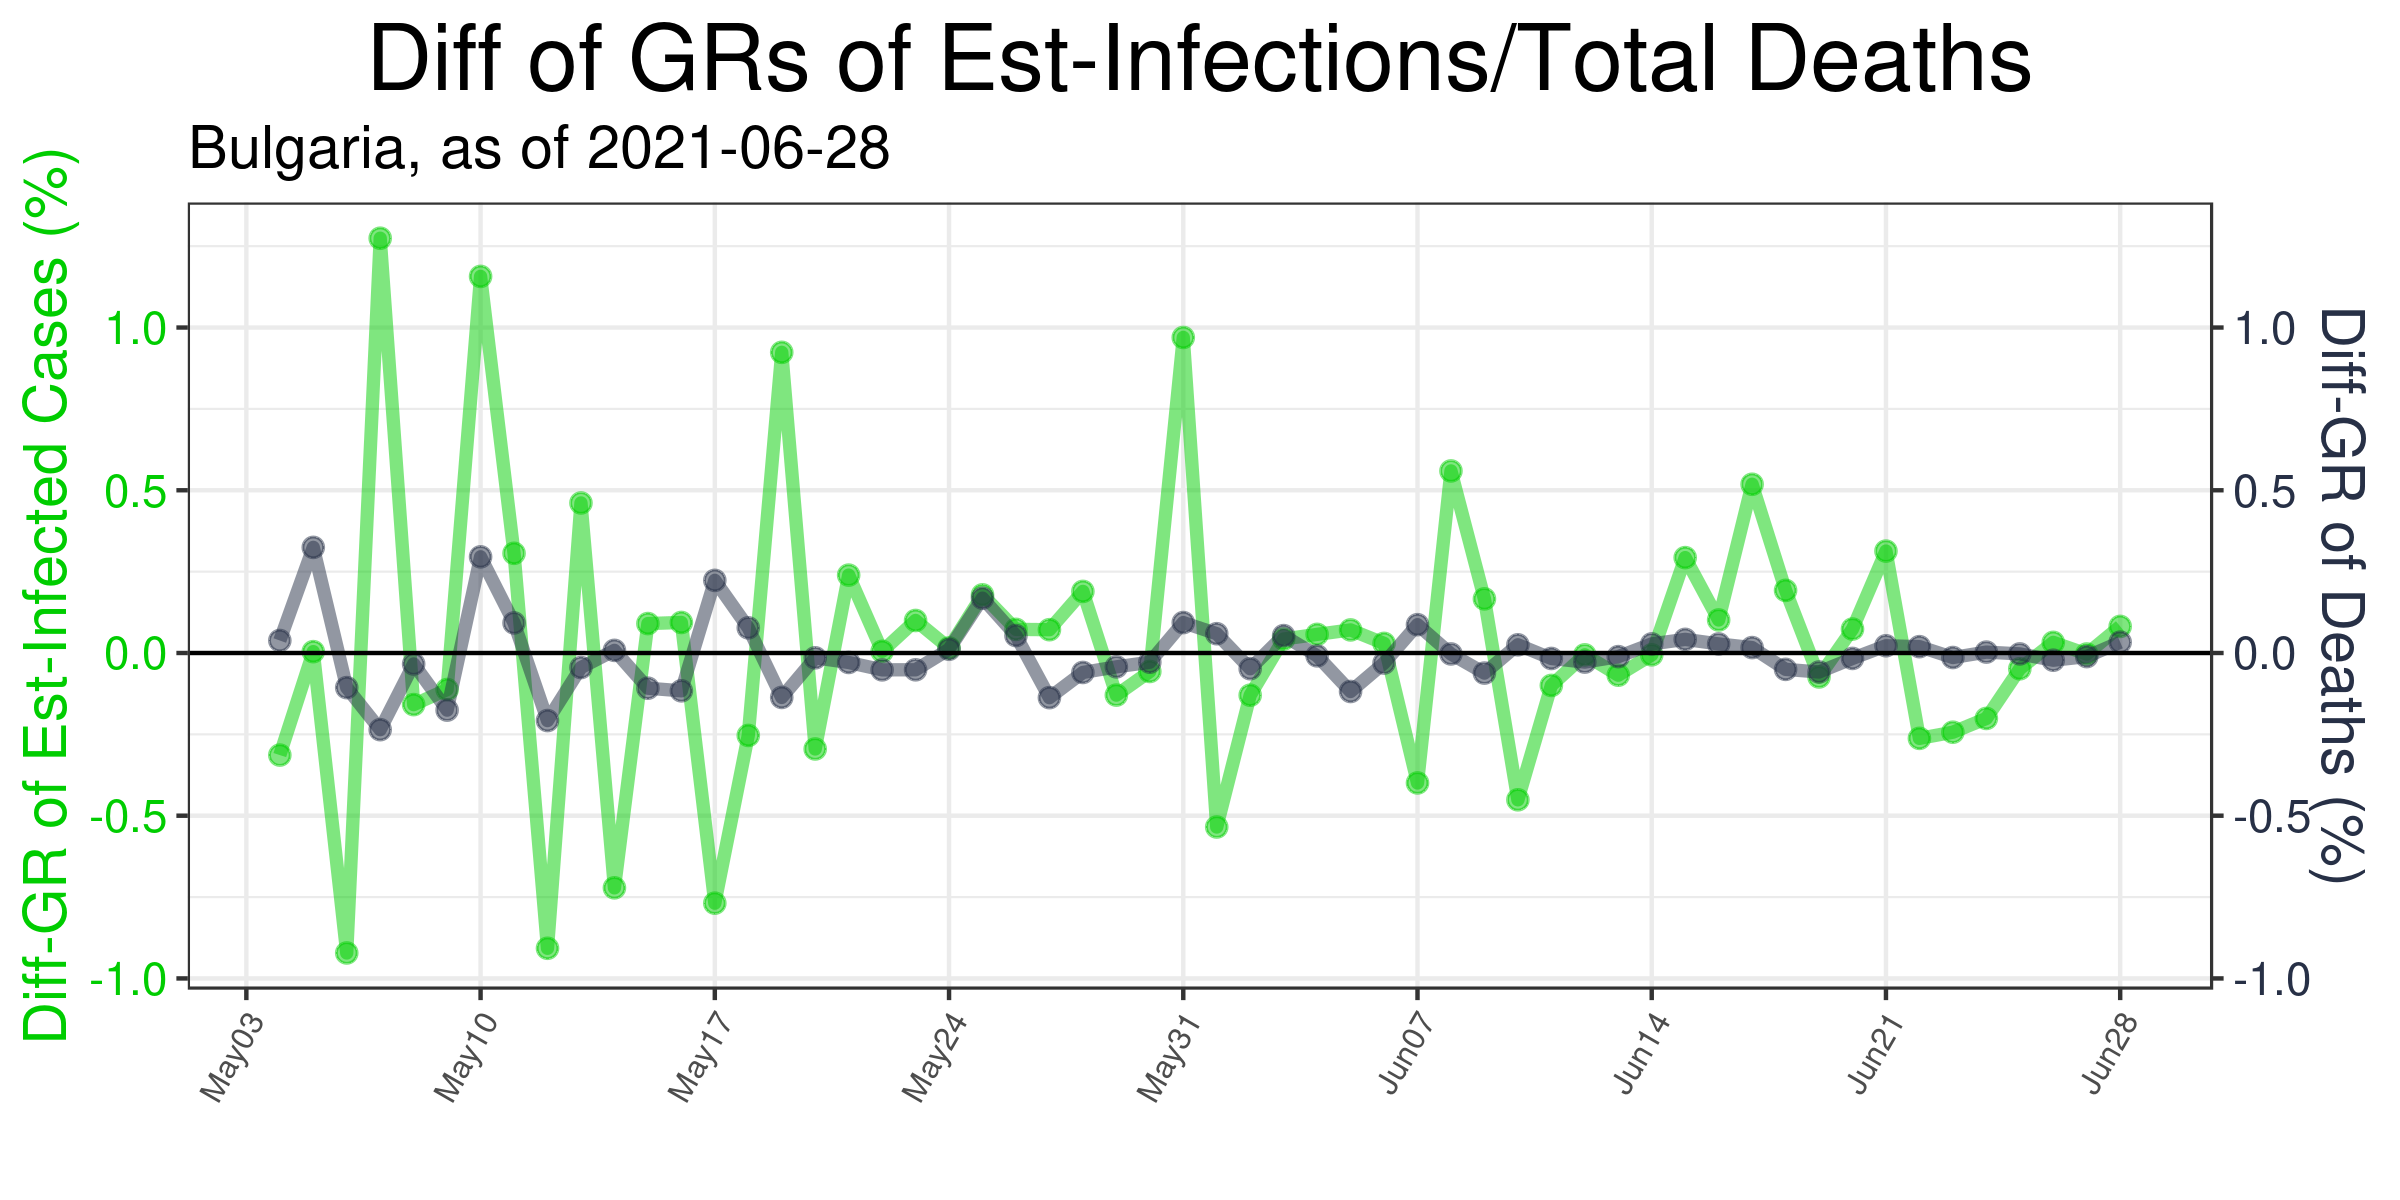 Diff of GRs of Est-Infections/Total Deaths
Bulgaria, as of 2021-06-28
Diff-GR of Est-Infected Cases (%)
1.0
0.5
0.0
-0.5
-1.0
1.0
0.5
0.0
-0.5
-1.0
Diff-GR of Deaths (%)
May03
May10
May17
May24
May31
Jun07
Jun14
Jun21
Jun28